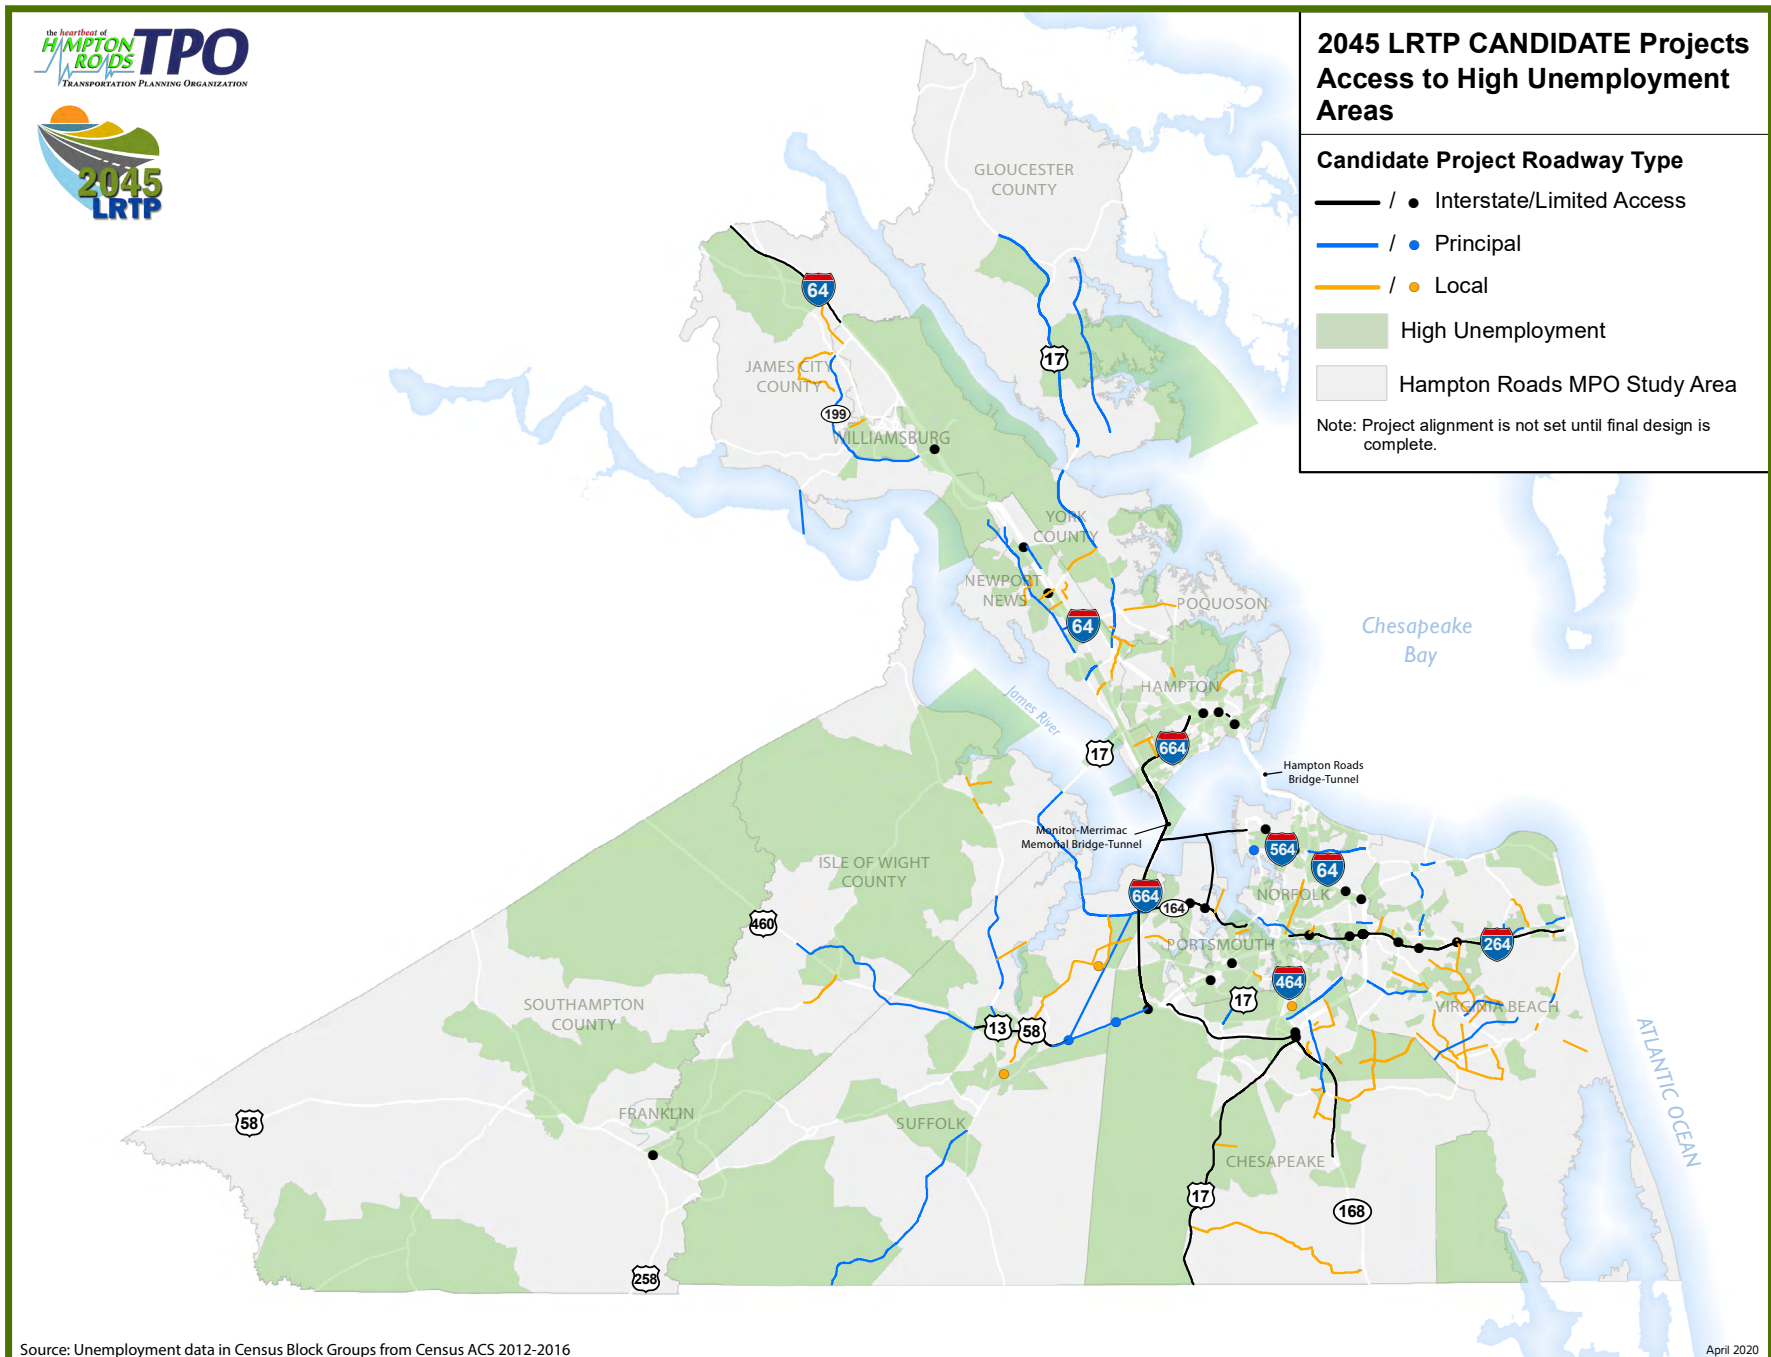 the heartbeat of
HAMPTON
ROADS
TPO
TRANSPORTATION PLANNING ORGANIZATION
2045
LRTP
2045 LRTP CANDIDATE Projects
Access to High Unemployment
Areas
Candidate Project Roadway Type
/ Interstate/Limited Access
/ Principal
/ Local
High Unemployment
Hampton Roads MPO Study Area
Note: Project alignment is not set until final design is
complete.
GLOUCESTER
COUNTY
64
17
JAMES CITY
COUNTY
199
WILLIAMSBURG
YORK
COUNTY
NEWPORT
NEWS
POQUOSON
64
Chesapeake
Bay
HAMPTON
James River
17
664
Hampton Roads
Bridge-Tunnel
Monitor-Merrimac
Memorial Bridge-Tunnel
564
64
ISLE OF WIGHT
COUNTY
664
164
NORFOLK
460
PORTSMOUTH
264
464
17
VIRGINIA BEACH
SOUTHAMPTON
COUNTY
13
58
ATLANTIC OCEAN
58
FRANKLIN
SUFFOLK
CHESAPEAKE
17
168
258
Source: Unemployment data in Census Block Groups from Census ACS 2012-2016
April 2020